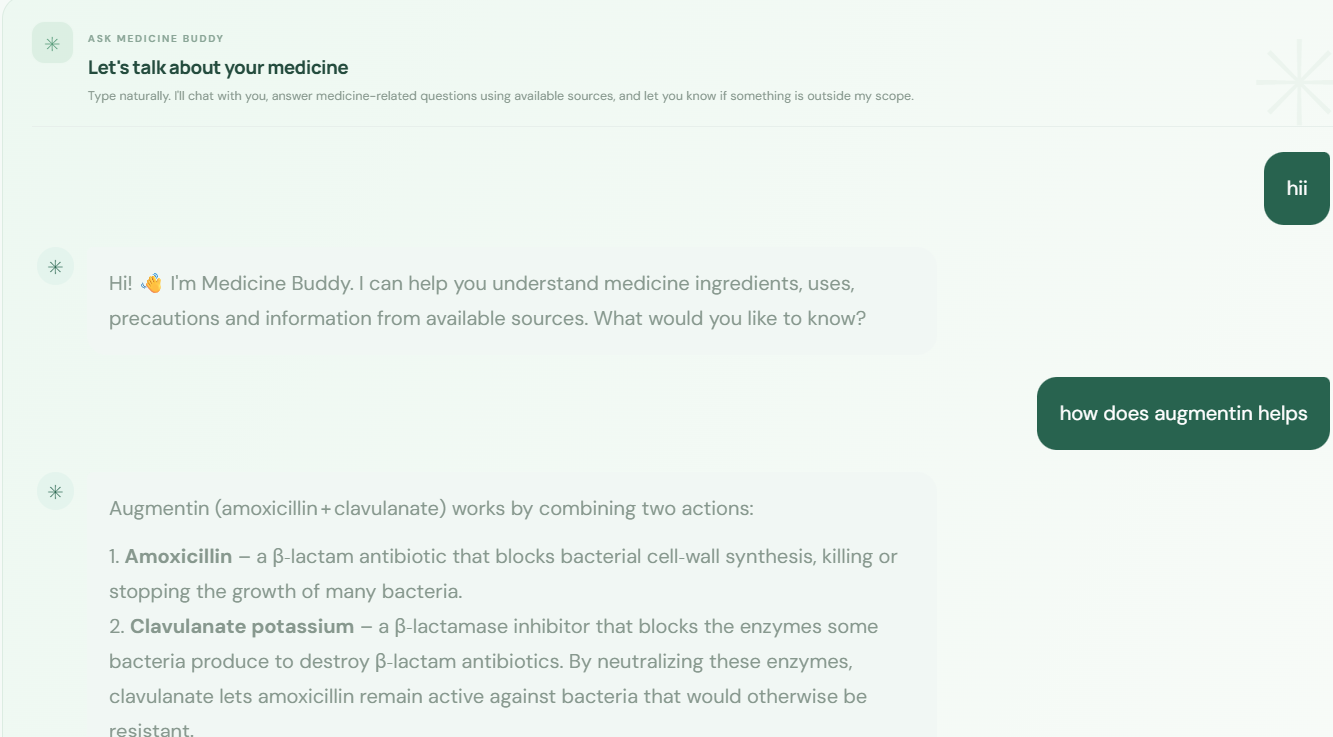 ASK MEDICINE BUDDY
Let's talk about your medicine
Type naturally. I'll chat with you, answer medicine-related questions using available sources, and let you know if something is outside my scope.
hii
Hi! 👋 I'm Medicine Buddy. I can help you understand medicine ingredients, uses,
precautions and information from available sources. What would you like to know?
how does augmentin helps
Augmentin (amoxicillin + clavulanate) works by combining two actions:
1. Amoxicillin – a β-lactam antibiotic that blocks bacterial cell-wall synthesis, killing or
stopping the growth of many bacteria.
2. Clavulanate potassium – a β-lactamase inhibitor that blocks the enzymes some
bacteria produce to destroy β-lactam antibiotics. By neutralizing these enzymes,
clavulanate lets amoxicillin remain active against bacteria that would otherwise be
resistant.